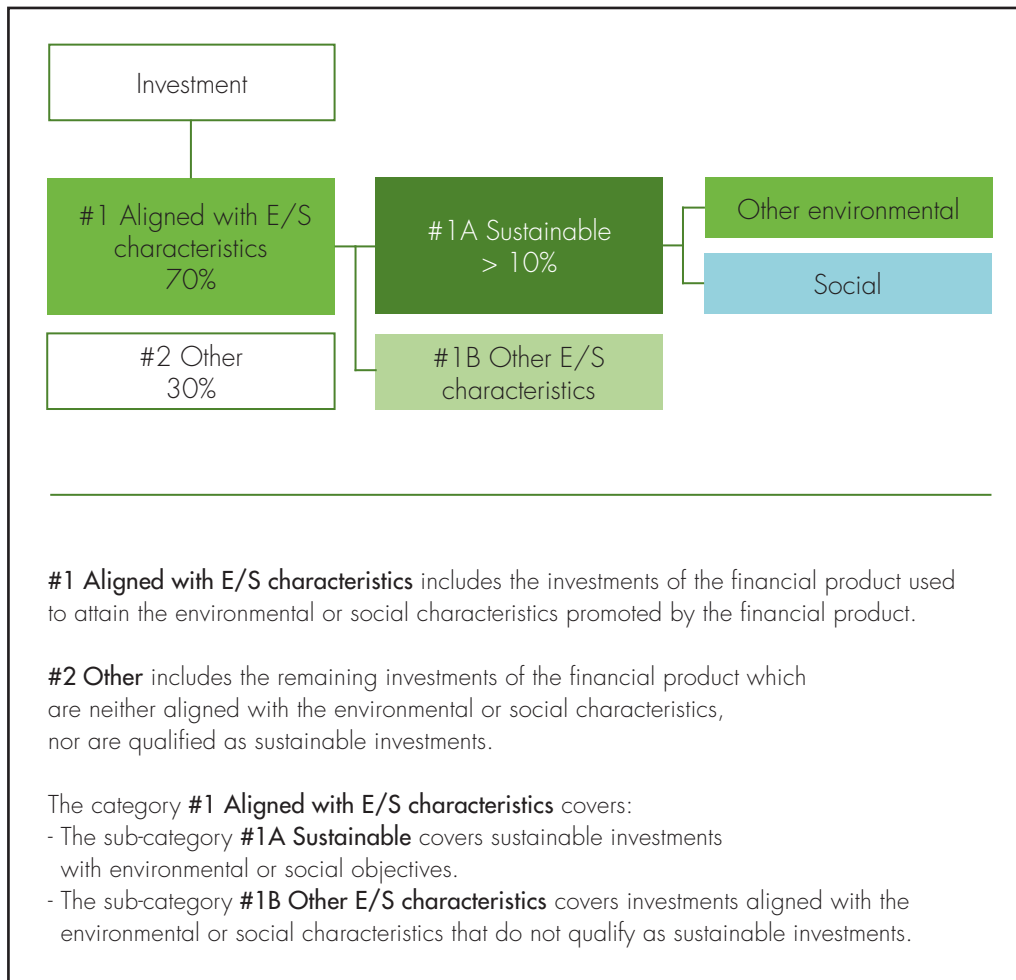 Investment
#1 Aligned with E/S
characteristics
70%
#2 Other
30%
#1A Sustainable
> 10%
#1B Other E/S
characteristics
Other environmental
Social
#1 Aligned with E/S characteristics includes the investments of the financial product used
to attain the environmental or social characteristics promoted by the financial product.
#2 Other includes the remaining investments of the financial product which
are neither aligned with the environmental or social characteristics,
nor are qualified as sustainable investments.
The category #1 Aligned with E/S characteristics covers:
- The sub-category #1A Sustainable covers sustainable investments
with environmental or social objectives.
- The sub-category #1B Other E/S characteristics covers investments aligned with the
environmental or social characteristics that do not qualify as sustainable investments.